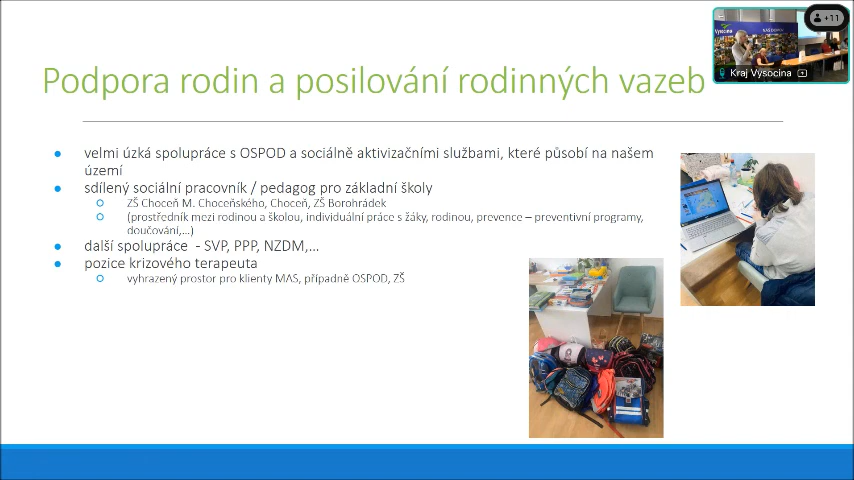 Podpora rodin a posilování rodinných vazeb
velmi úzká spolupráce s OSPOD a sociálně aktivizačními službami, které působí na našem
území
sdílený sociální pracovník / pedagog pro základní školy
ZŠ Choceň M. Choceňského, Choceň, ZŠ Borohrádek
(prostředník mezi rodinou a školou, individuální práce s žáky, rodinou, prevence – preventivní programy,
doučování,...)
další spolupráce - SVP, PPP, NZDM,...
pozice krizového terapeuta
vyhrazený prostor pro klienty MAS, případně OSPOD, ZŠ
+11
Vysočina
Kraj Vysočina